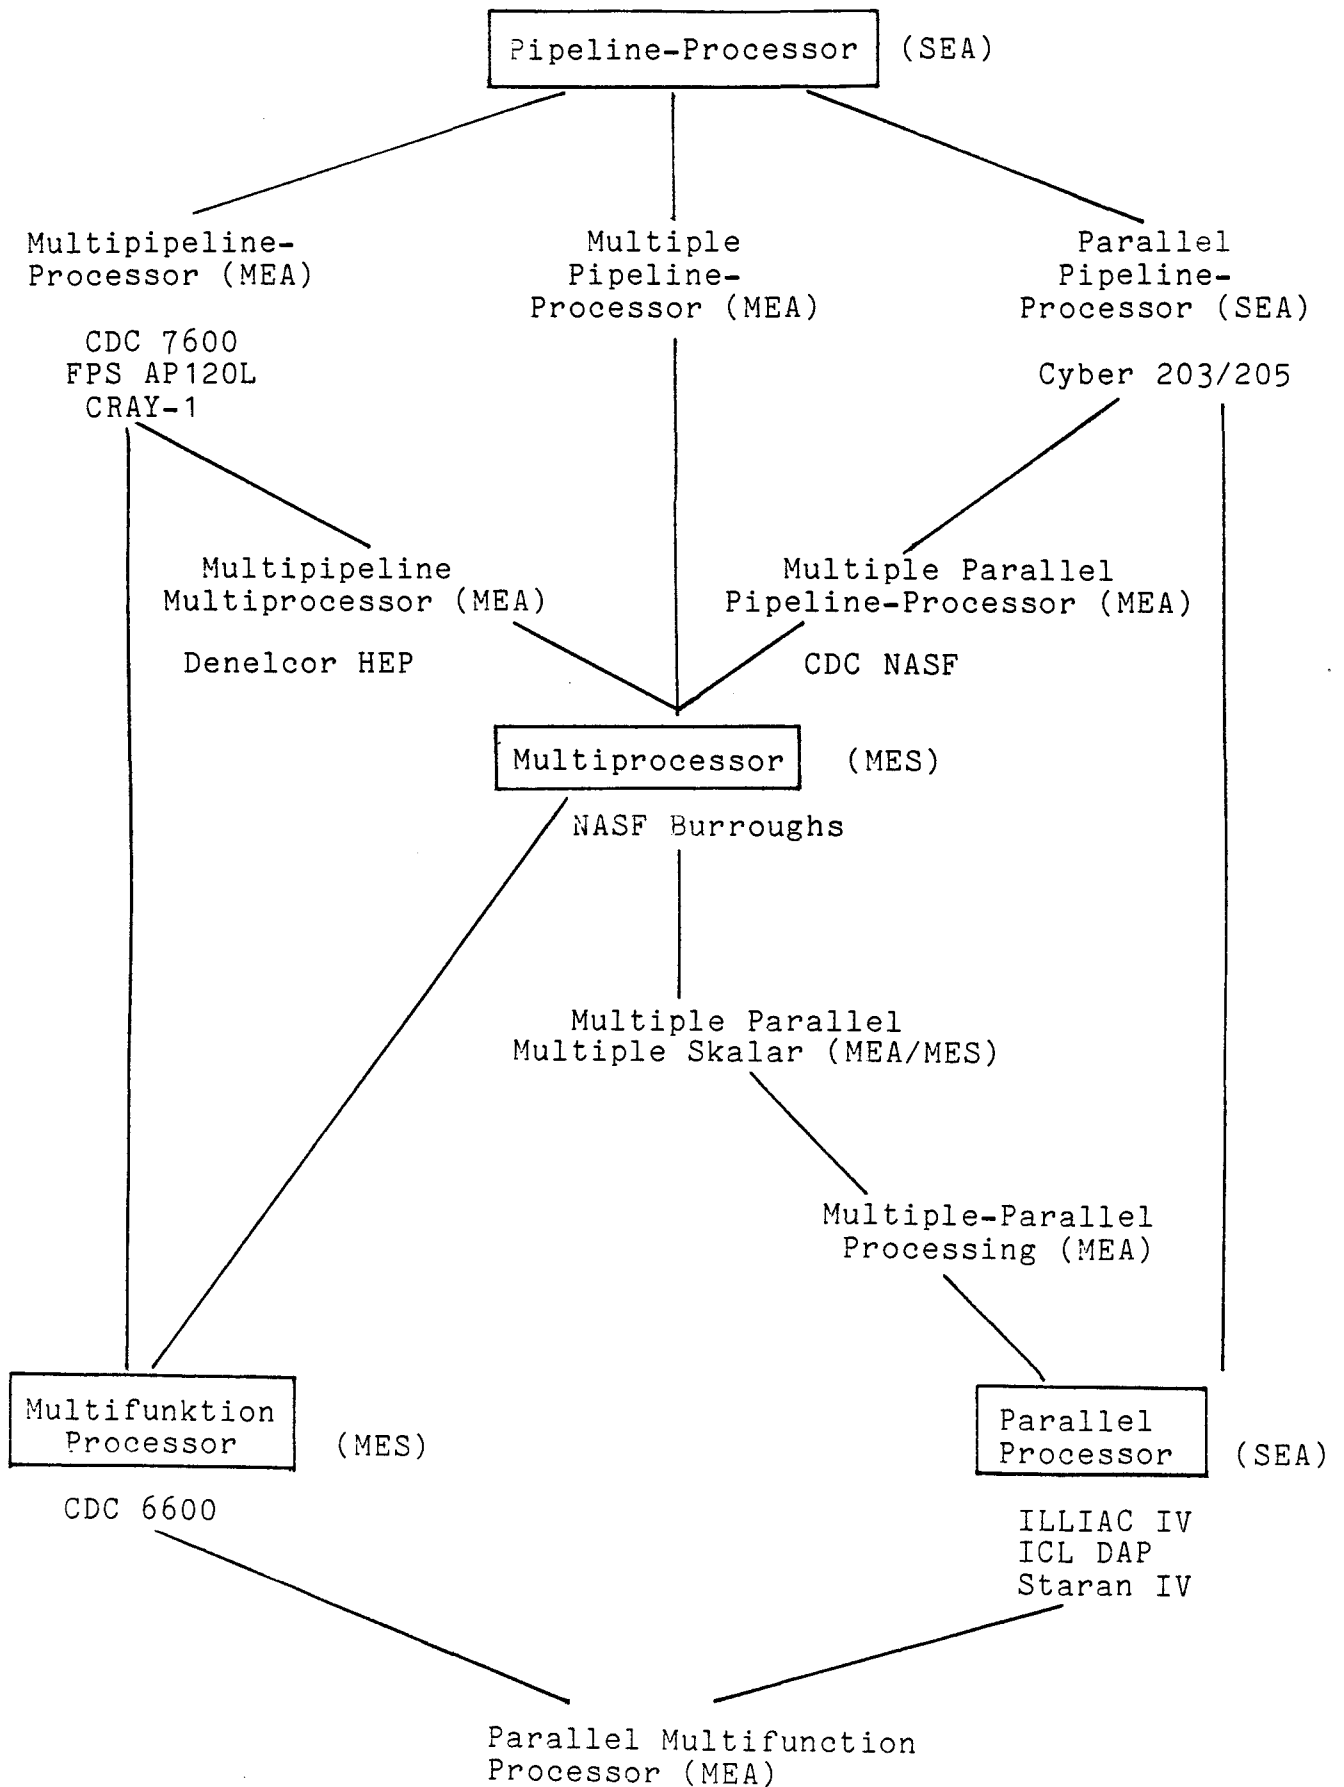 Pipeline-Processor (SEA)
Multipipeline-
Processor (MEA)
CDC 7600
FPS AP120L
CRAY-1
Multiple
Pipeline-
Processor (MEA)
Parallel
Pipeline-
Processor (SEA)
Cyber 203/205
Multipipeline
Multiprocessor (MEA)
Denelcor HEP
Multiple Parallel
Pipeline-Processor (MEA)
CDC NASF
Multiprocessor (MES)
NASF Burroughs
Multiple Parallel
Multiple Skalar (MEA/MES)
Multiple-Parallel
Processing (MEA)
Multifunktion
Processor (MES)
CDC 6600
Parallel
Processor (SEA)
ILLIAC IV
ICL DAP
Staran IV
Parallel Multifunction
Processor (MEA)